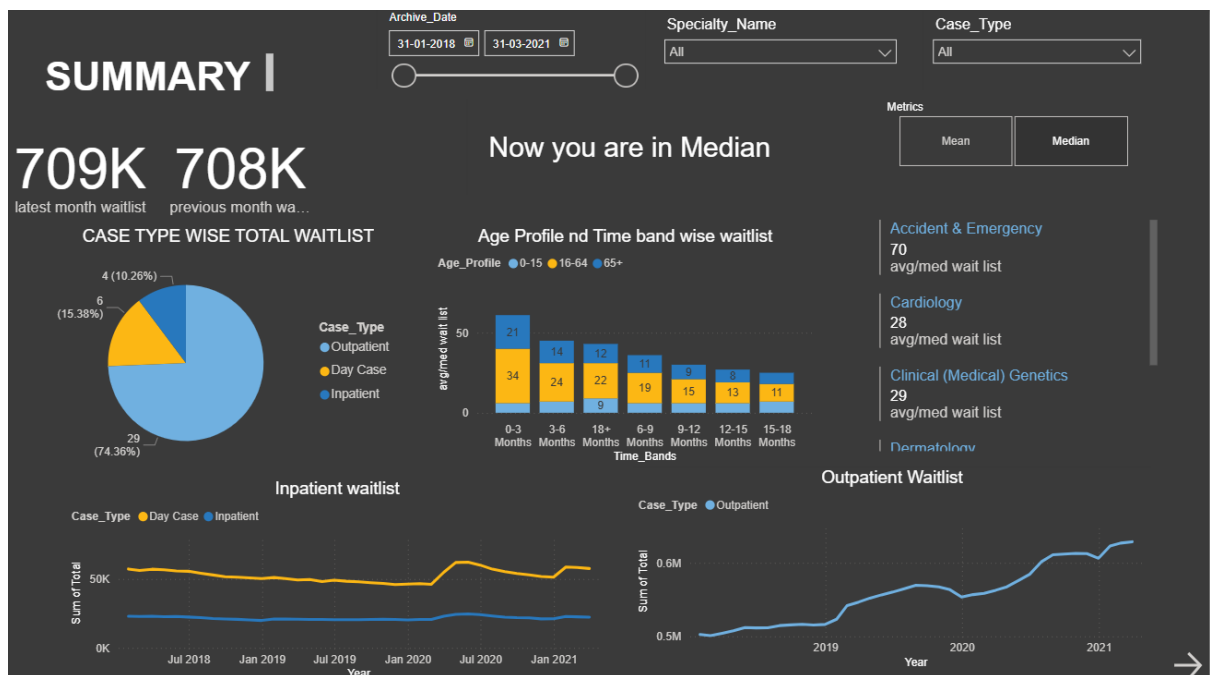 Archive_Date
31-01-2018
31-03-2021
Specialty_Name
All
Case_Type
All
SUMMARY
Metrics
Mean
Median
Now you are in Median
709K
latest month waitlist
708K
previous month wa...
CASE TYPE WISE TOTAL WAITLIST
4 (10.26%)
6
(15.38%)
29
(74.36%)
Case_Type
Outpatient
Day Case
Inpatient
Age Profile nd Time band wise waitlist
Age_Profile 0-15 16-64 65+
avg/med wait list
50
0
21
34
14
24
12
22
9
11
19
9
15
8
13
11
0-3
Months
3-6
Months
18+
Months
6-9
Months
9-12
Months
12-15
Months
15-18
Months
Time_Bands
Accident & Emergency
70
avg/med wait list
Cardiology
28
avg/med wait list
Clinical (Medical) Genetics
29
avg/med wait list
Dermatology
Inpatient waitlist
Case_Type Day Case Inpatient
Sum of Total
50K
0K
Jul 2018 Jan 2019 Jul 2019 Jan 2020 Jul 2020 Jan 2021
Year
Outpatient Waitlist
Case_Type Outpatient
Sum of Total
0.6M
0.5M
2019 2020 2021
Year